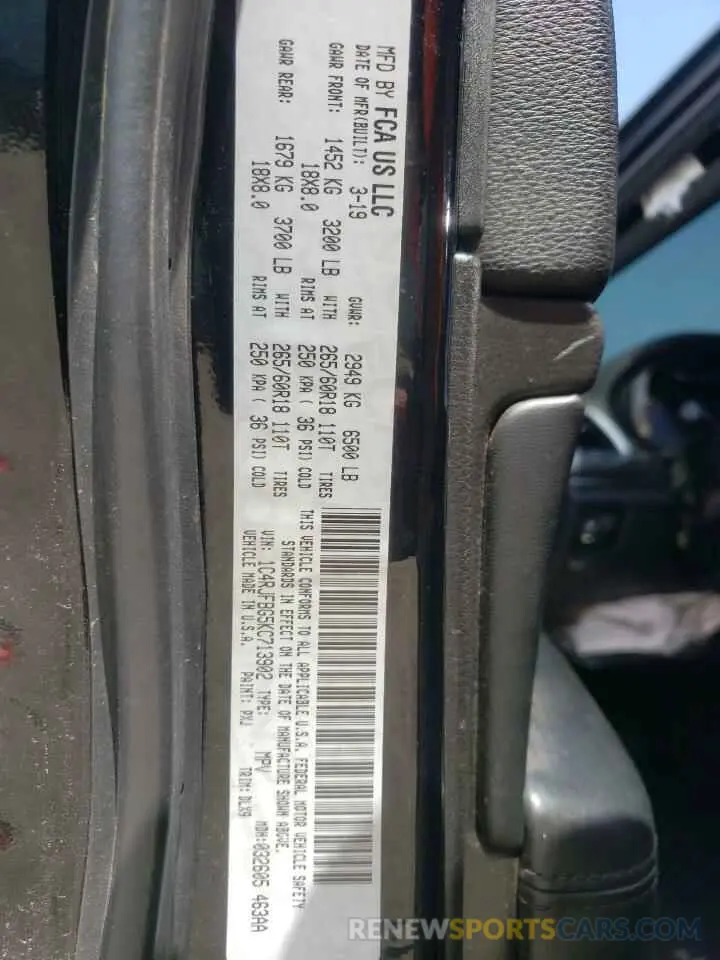 MFD BY FCA US LLC
DATE OF MFR(BUILT): 3-19 GVWR: 2949 KG 6500 LB
GAWR FRONT: 1452 KG 3200 LB WITH 265/60R18 110T TIRES
18X8.0 RIMS AT 250 KPA ( 36 PSI) COLD
GAWR REAR: 1679 KG 3700 LB WITH 265/60R18 110T TIRES
18X8.0 RIMS AT 250 KPA ( 36 PSI) COLD
THIS VEHICLE CONFORMS TO ALL APPLICABLE U.S.A. FEDERAL MOTOR VEHICLE SAFETY
STANDARDS IN EFFECT ON THE DATE OF MANUFACTURE SHOWN ABOVE.
VIN: 1C4RJFBG5KC713902 TYPE: MPV MDH:032605 463AA
VEHICLE MADE IN U.S.A. PAINT: PXJ TRIM: DLX9
RENEWSPORTSCARS.COM